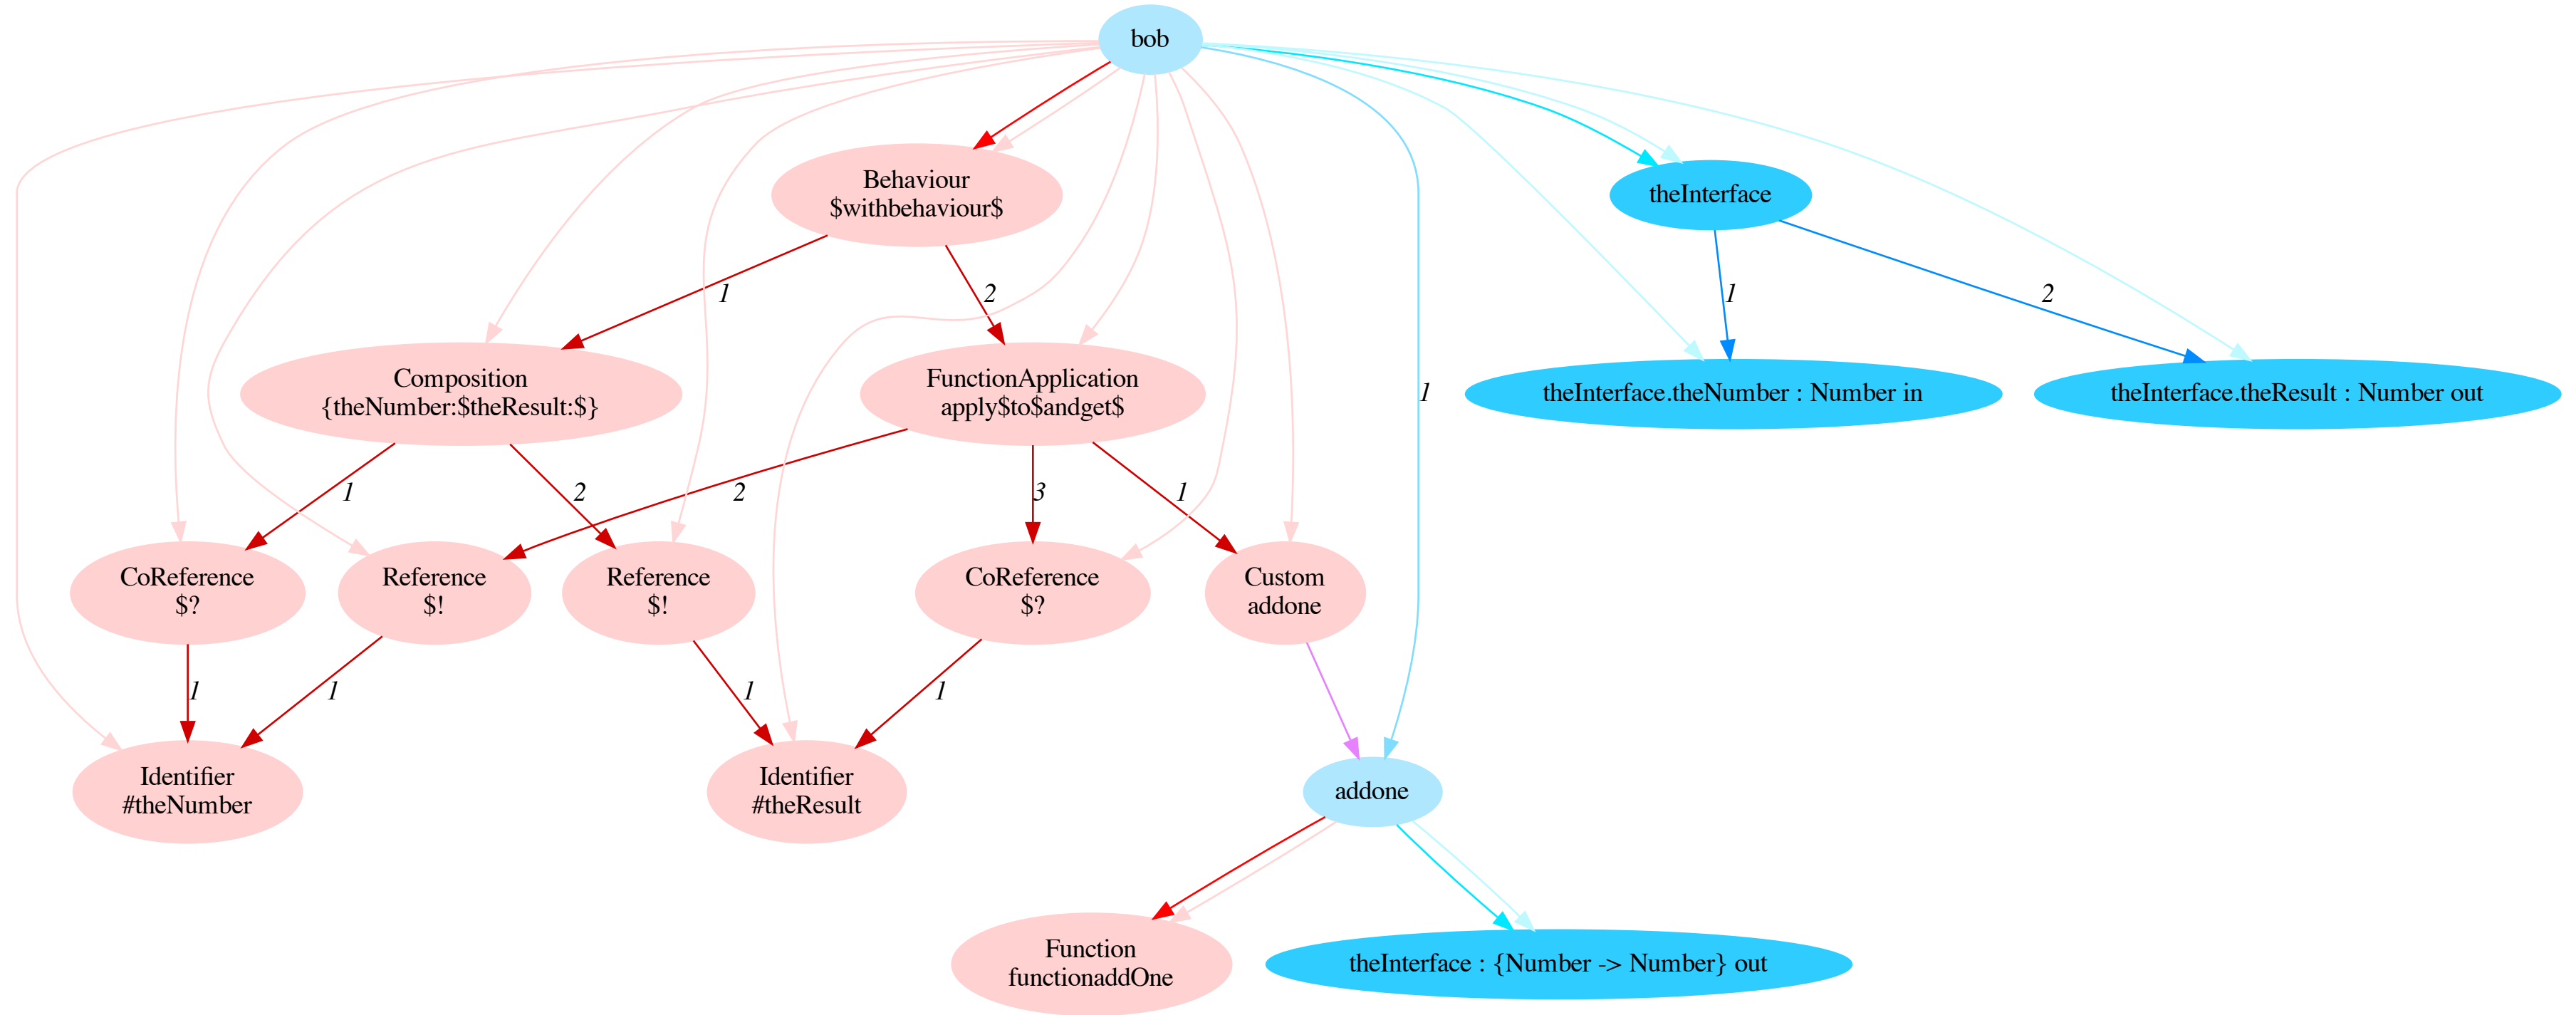 bob
Behaviour
$withbehaviour$
theInterface
1
2
1
2
Composition
{theNumber:$theResult:$}
FunctionApplication
apply$to$andget$
1
theInterface.theNumber : Number in
theInterface.theResult : Number out
1
2
2
3
1
CoReference
$?
Reference
$!
Reference
$!
CoReference
$?
Custom
addone
1
1
1
1
Identifier
#theNumber
Identifier
#theResult
addone
Function
functionaddOne
theInterface : {Number -> Number} out